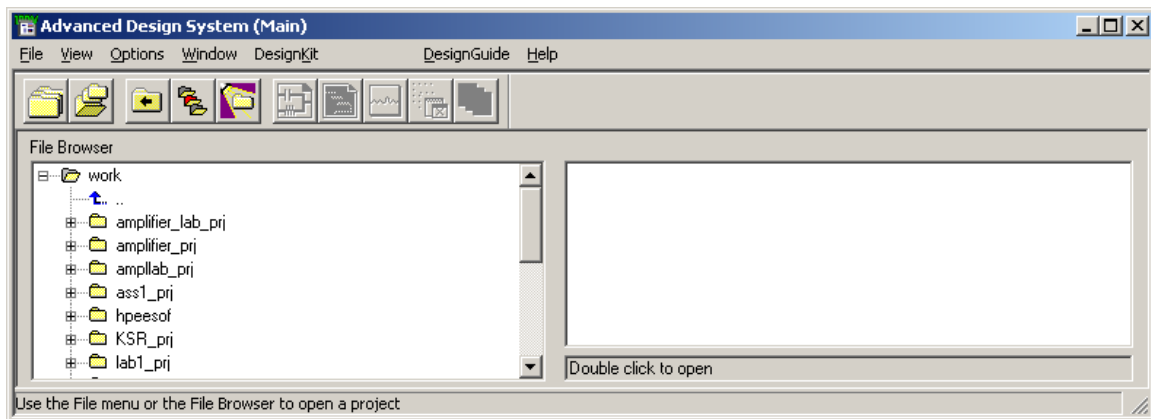 Advanced Design System (Main)
File View Options Window DesignKit DesignGuide Help
File Browser
work
..
amplifier_lab_prj
amplifier_prj
ampllab_prj
ass1_prj
hpeesof
KSR_prj
lab1_prj
Double click to open
Use the File menu or the File Browser to open a project